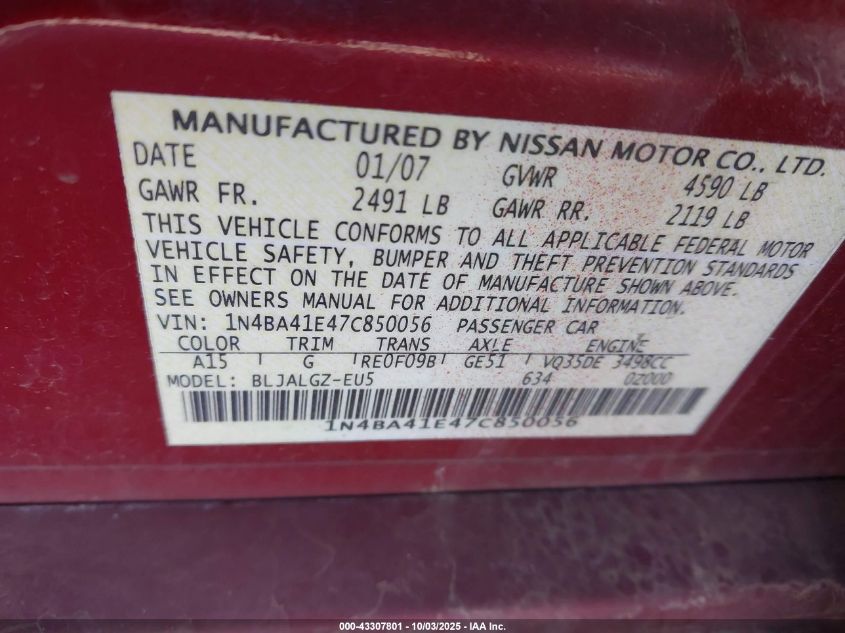 MANUFACTURED BY NISSAN MOTOR CO., LTD.
DATE 01/07 GVWR 4590 LB
GAWR FR. 2491 LB GAWR RR. 2119 LB
THIS VEHICLE CONFORMS TO ALL APPLICABLE FEDERAL MOTOR
VEHICLE SAFETY, BUMPER AND THEFT PREVENTION STANDARDS
IN EFFECT ON THE DATE OF MANUFACTURE SHOWN ABOVE.
SEE OWNERS MANUAL FOR ADDITIONAL INFORMATION.
VIN: 1N4BA41E47C850056 PASSENGER CAR
COLOR TRIM TRANS AXLE ENGINE
A15 G RE0F09B GE51 VQ35DE 3498CC
MODEL: BLJALGZ-EU5 634 0Z000
1N4BA41E47C850056
000-43307801 - 10/03/2025 - IAA Inc.